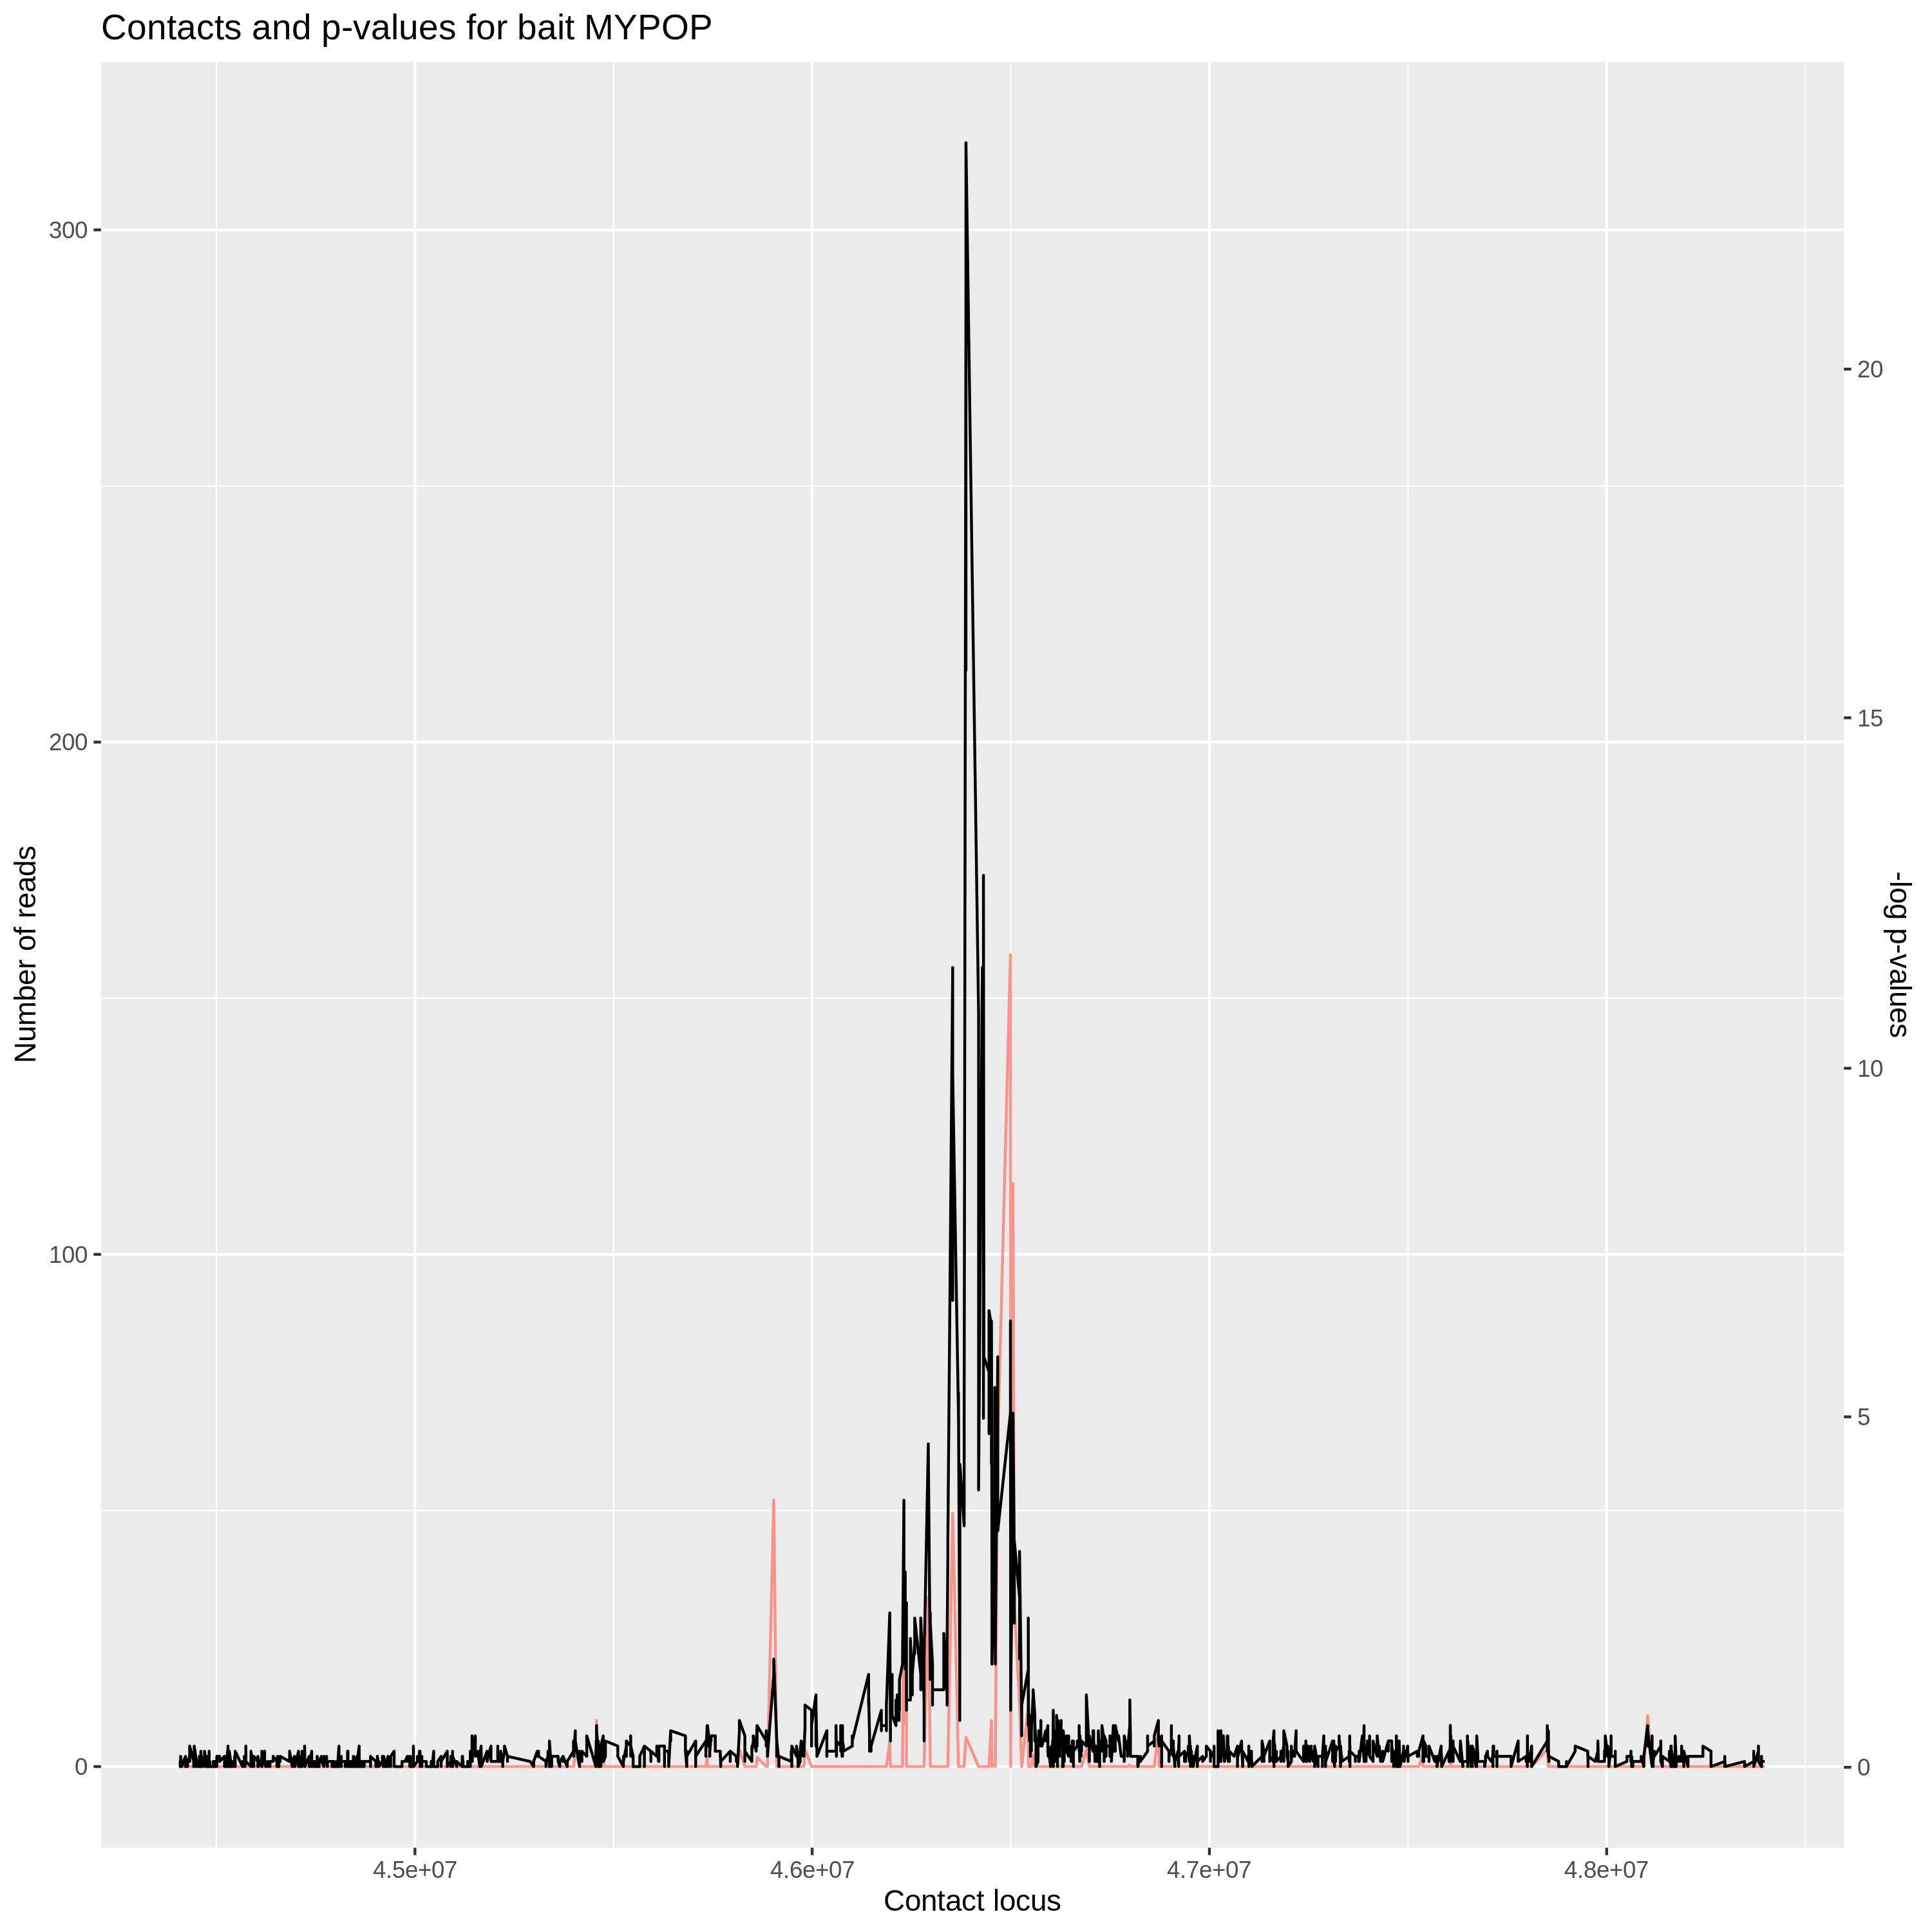 Contacts and p-values for bait MYPOP
300
200
100
0
Number of reads
20
15
10
5
0
-log p-values
4.5e+07
4.6e+07
4.7e+07
4.8e+07
Contact locus